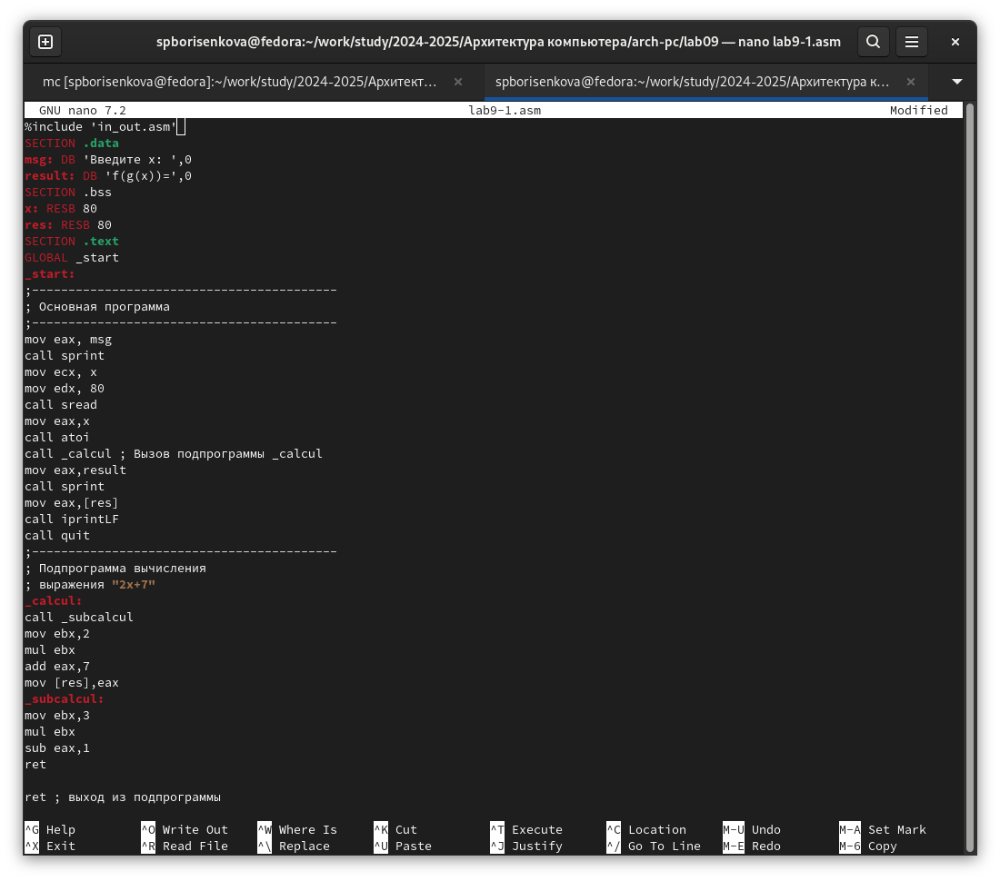 spborisenkova@fedora:~/work/study/2024-2025/Архитектура компьютера/arch-pc/lab09 — nano lab9-1.asm
mc [spborisenkova@fedora]:~/work/study/2024-2025/Архитект…
spborisenkova@fedora:~/work/study/2024-2025/Архитектура к…
GNU nano 7.2 lab9-1.asm Modified
%include 'in_out.asm'
SECTION .data
msg: DB 'Введите x: ',0
result: DB 'f(g(x))=',0
SECTION .bss
x: RESB 80
res: RESB 80
SECTION .text
GLOBAL _start
_start:
;------------------------------------------
; Основная программа
;------------------------------------------
mov eax, msg
call sprint
mov ecx, x
mov edx, 80
call sread
mov eax,x
call atoi
call _calcul ; Вызов подпрограммы _calcul
mov eax,result
call sprint
mov eax,[res]
call iprintLF
call quit
;------------------------------------------
; Подпрограмма вычисления
; выражения "2x+7"
_calcul:
call _subcalcul
mov ebx,2
mul ebx
add eax,7
mov [res],eax
_subcalcul:
mov ebx,3
mul ebx
sub eax,1
ret
ret ; выход из подпрограммы
^G Help ^O Write Out ^W Where Is ^K Cut ^T Execute ^C Location M-U Undo M-A Set Mark
^X Exit ^R Read File ^\ Replace ^U Paste ^J Justify ^/ Go To Line M-E Redo M-6 Copy